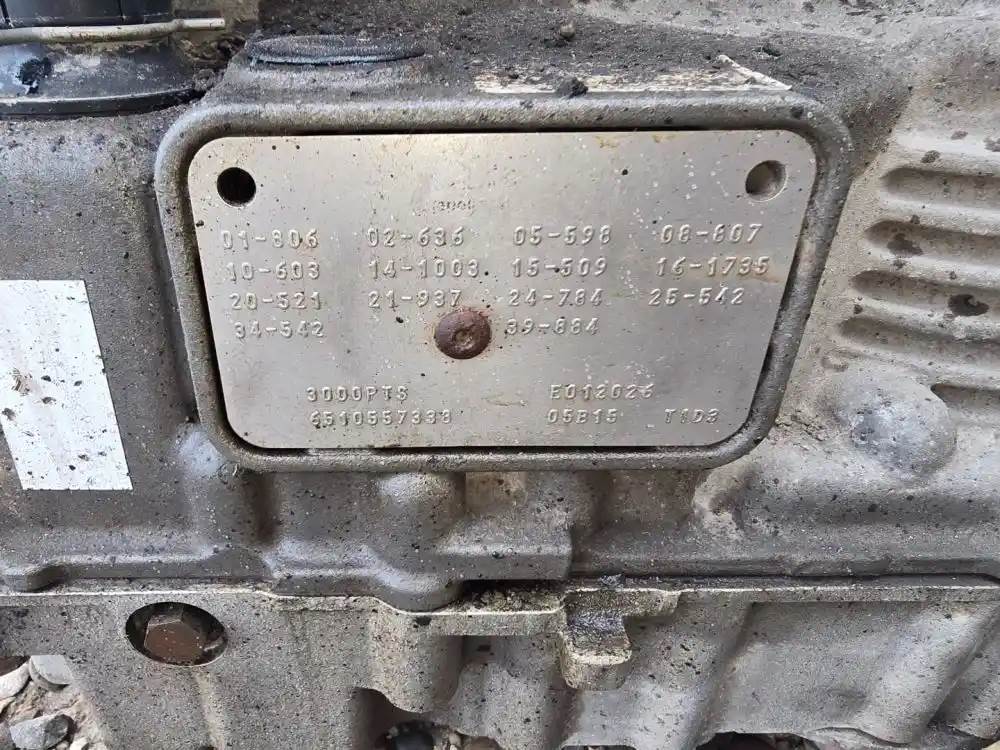 01-806 02-636 05-598 08-607
10-603 14-1003 15-509 16-1735
20-521 21-937 24-784 25-542
34-542 39-884
3000PTS E012026
6510557338 05B15 TID3